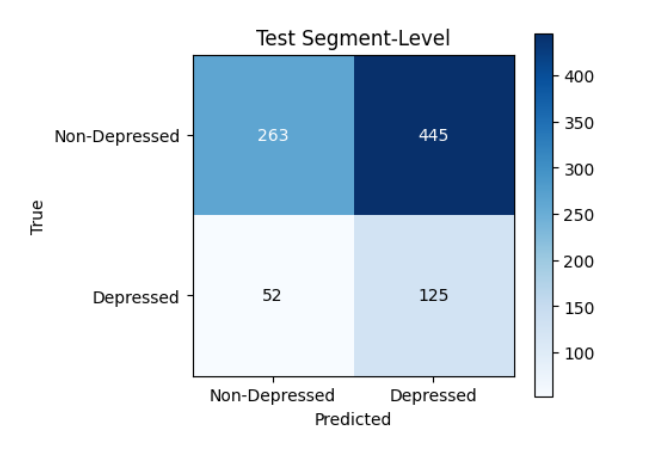 Test Segment-Level
Non-Depressed
263
445
400
350
300
250
200
150
100
True
Depressed
52
125
Non-Depressed
Depressed
Predicted